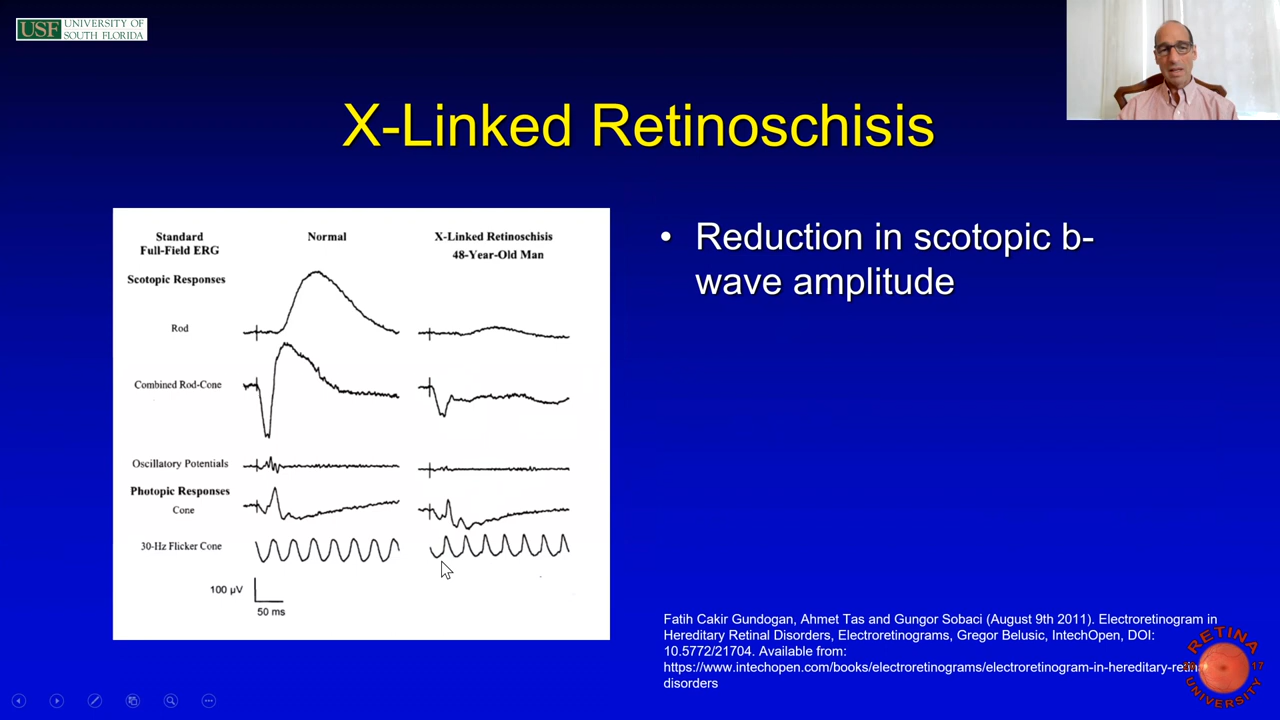 USF UNIVERSITY OF
SOUTH FLORIDA
X-Linked Retinoschisis
Standard
Full-Field ERG
Normal
X-Linked Retinoschisis
48-Year-Old Man
Scotopic Responses
Rod
Combined Rod-Cone
Oscillatory Potentials
Photopic Responses
Cone
30-Hz Flicker Cone
100 µV
50 ms
• Reduction in scotopic b-
wave amplitude
Fatih Cakir Gundogan, Ahmet Tas and Gungor Sobaci (August 9th 2011). Electroretinogram in
Hereditary Retinal Disorders, Electroretinograms, Gregor Belusic, IntechOpen, DOI:
10.5772/21704. Available from:
https://www.intechopen.com/books/electroretinograms/electroretinogram-in-hereditary-retin
disorders
RETINA
17
UNIVERSITY